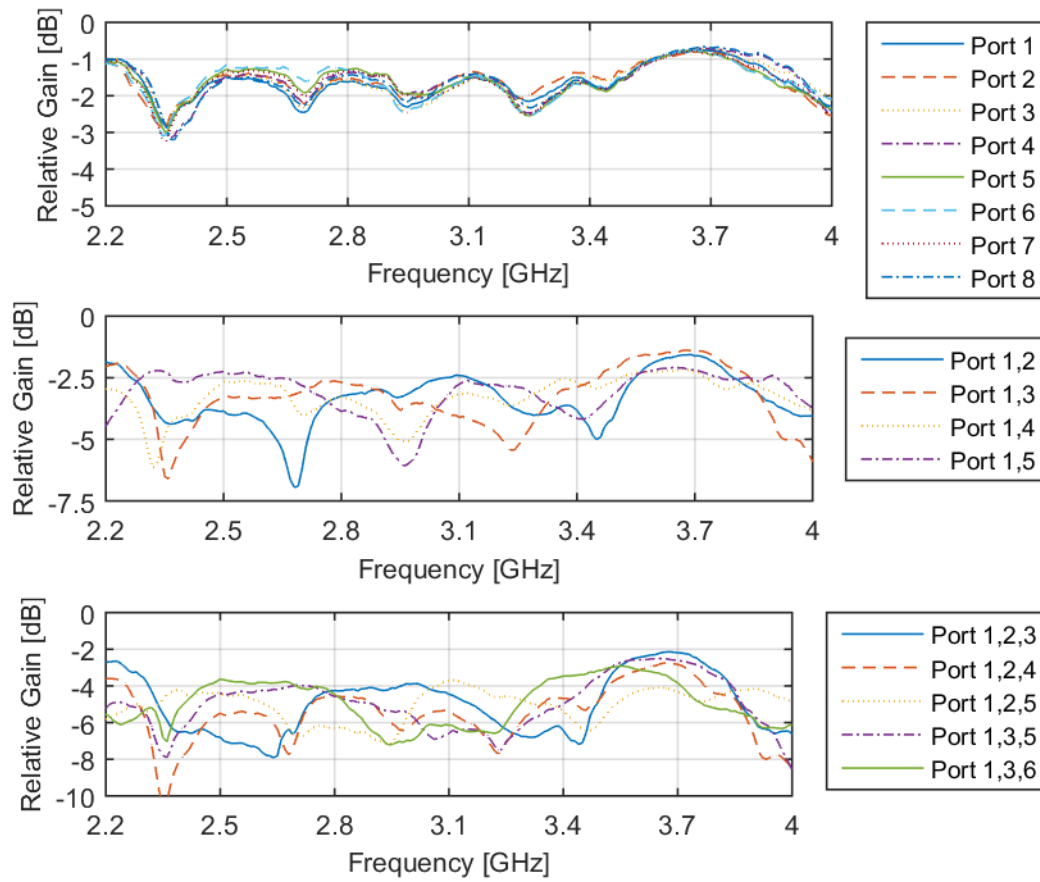 Relative Gain [dB]
0
-1
-2
-3
-4
-5
2.2
2.5
2.8
3.1
3.4
3.7
4
Frequency [GHz]
Port 1
Port 2
Port 3
Port 4
Port 5
Port 6
Port 7
Port 8
Relative Gain [dB]
0
-2.5
-5
-7.5
2.2
2.5
2.8
3.1
3.4
3.7
4
Frequency [GHz]
Port 1,2
Port 1,3
Port 1,4
Port 1,5
Relative Gain [dB]
0
-2
-4
-6
-8
-10
2.2
2.5
2.8
3.1
3.4
3.7
4
Frequency [GHz]
Port 1,2,3
Port 1,2,4
Port 1,2,5
Port 1,3,5
Port 1,3,6